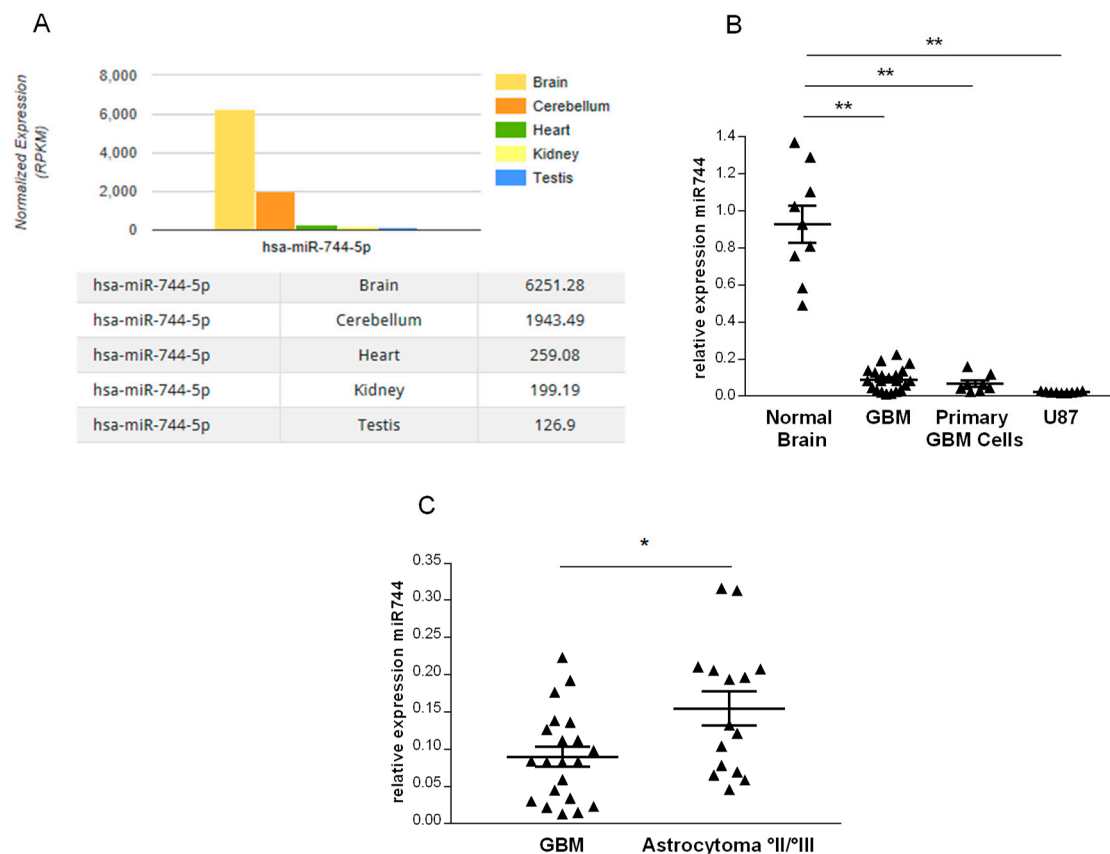 A
Normalized Expression
(RPKM)
8,000
6,000
4,000
2,000
0
hsa-miR-744-5p
Brain
Cerebellum
Heart
Kidney
Testis
hsa-miR-744-5p Brain 6251.28
hsa-miR-744-5p Cerebellum 1943.49
hsa-miR-744-5p Heart 259.08
hsa-miR-744-5p Kidney 199.19
hsa-miR-744-5p Testis 126.9
B
**
**
**
relative expression miR744
1.4
1.2
1.0
0.8
0.6
0.4
0.2
0.0
Normal Brain
GBM
Primary GBM Cells
U87
C
*
relative expression miR744
0.35
0.30
0.25
0.20
0.15
0.10
0.05
0.00
GBM
Astrocytoma °II/°III